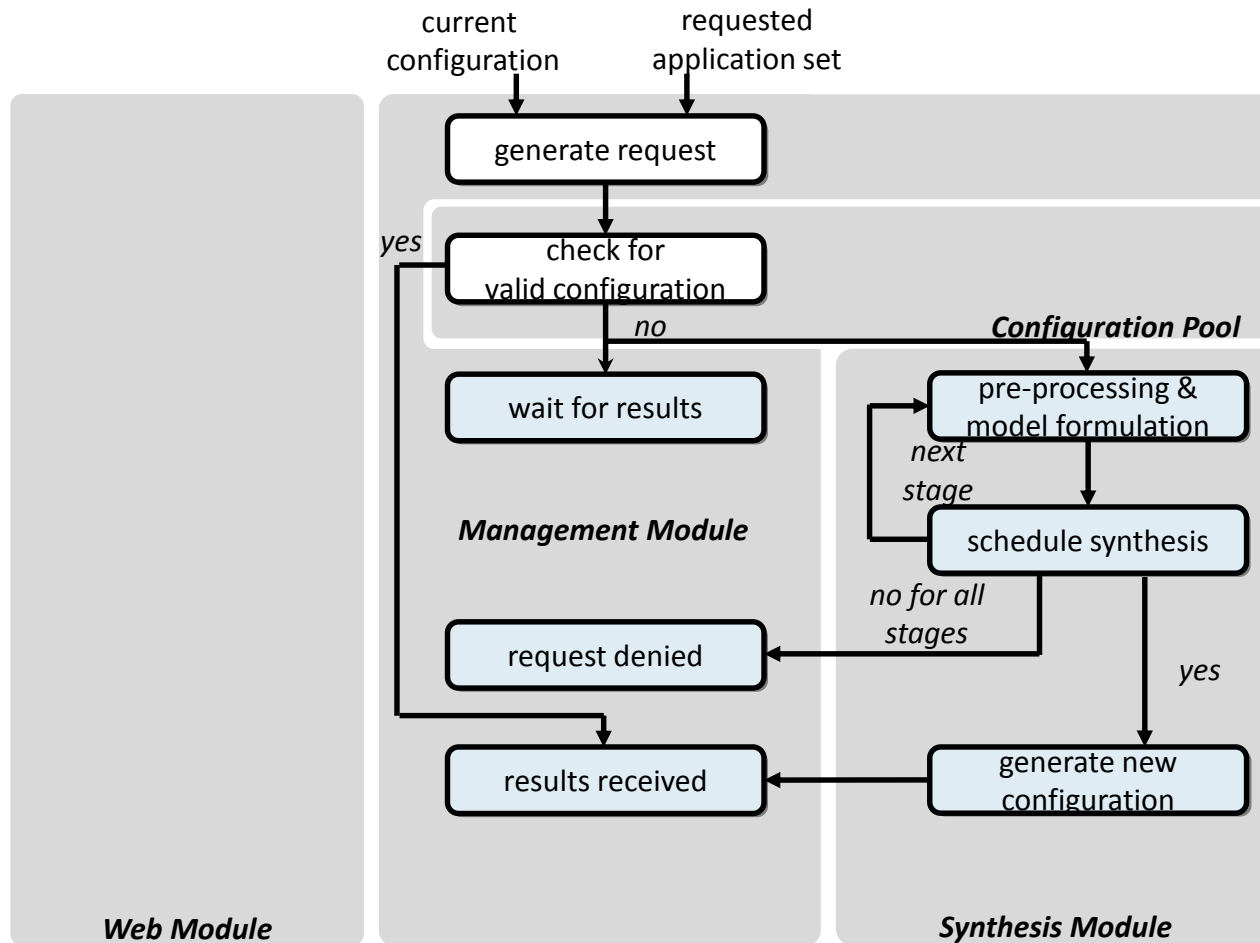 current
configuration
requested
application set
generate request
yes
check for
valid configuration
no
Configuration Pool
wait for results
pre-processing &
model formulation
next
stage
Management Module
schedule synthesis
no for all
stages
request denied
yes
results received
generate new
configuration
Web Module
Synthesis Module